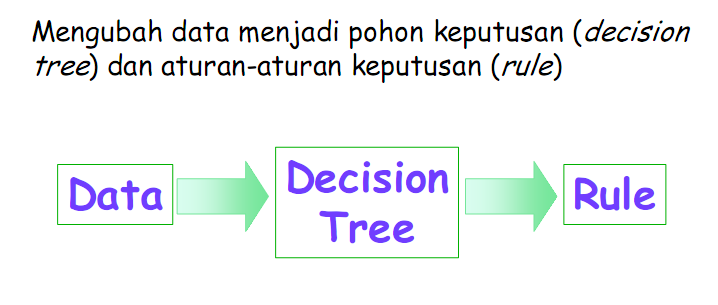 Mengubah data menjadi pohon keputusan (decision
tree) dan aturan-aturan keputusan (rule)
Data
Decision
Tree
Rule